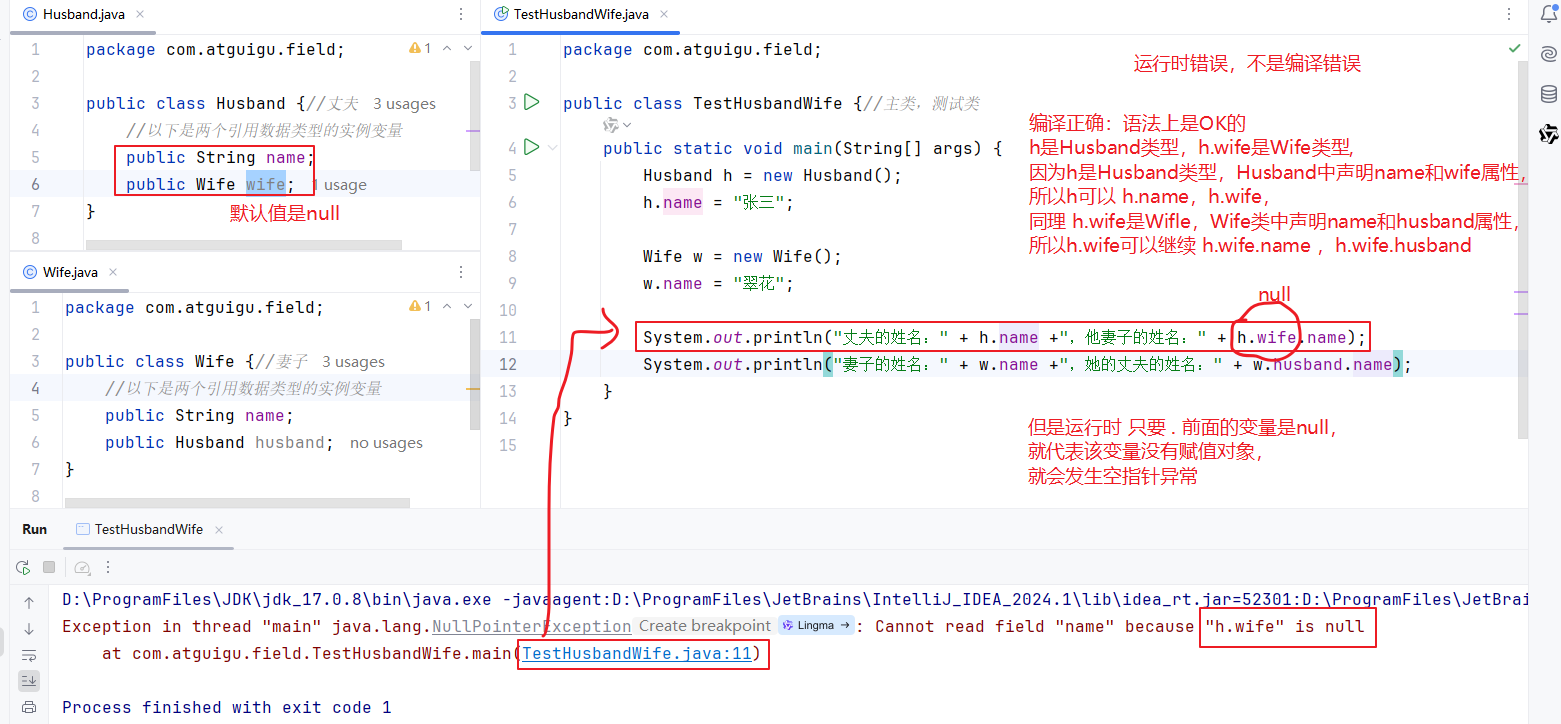 Husband.java
1 package com.atguigu.field;
1
2
3 public class Husband {//丈夫 3 usages
4 //以下是两个引用数据类型的实例变量
5 public String name;
6 public Wife wife; 1 usage
7 }
8
默认值是null
Wife.java
1 package com.atguigu.field;
1
2
3 public class Wife {//妻子 3 usages
4 //以下是两个引用数据类型的实例变量
5 public String name;
6 public Husband husband; no usages
7 }
8
TestHusbandWife.java
1 package com.atguigu.field;
2
3 public class TestHusbandWife {//主类，测试类
4 public static void main(String[] args) {
5 Husband h = new Husband();
6 h.name = "张三";
7
8 Wife w = new Wife();
9 w.name = "翠花";
10
11 System.out.println("丈夫的姓名：" + h.name +"，他妻子的姓名：" + h.wife.name);
12 System.out.println("妻子的姓名：" + w.name +"，她的丈夫的姓名：" + w.husband.name);
13 }
14 }
15
运行时错误，不是编译错误
编译正确：语法上是OK的
h是Husband类型，h.wife是Wife类型,
因为h是Husband类型，Husband中声明name和wife属性，
所以h可以 h.name，h.wife，
同理 h.wife是Wifle，Wife类中声明name和husband属性，
所以h.wife可以继续 h.wife.name ，h.wife.husband
null
但是运行时 只要 . 前面的变量是null，
就代表该变量没有赋值对象，
就会发生空指针异常
Run TestHusbandWife
D:\ProgramFiles\JDK\jdk_17.0.8\bin\java.exe -javaagent:D:\ProgramFiles\JetBrains\IntelliJ_IDEA_2024.1\lib\idea_rt.jar=52301:D:\ProgramFiles\JetBrains
Exception in thread "main" java.lang.NullPointerException Create breakpoint Lingma → : Cannot read field "name" because "h.wife" is null
at com.atguigu.field.TestHusbandWife.main(TestHusbandWife.java:11)
Process finished with exit code 1